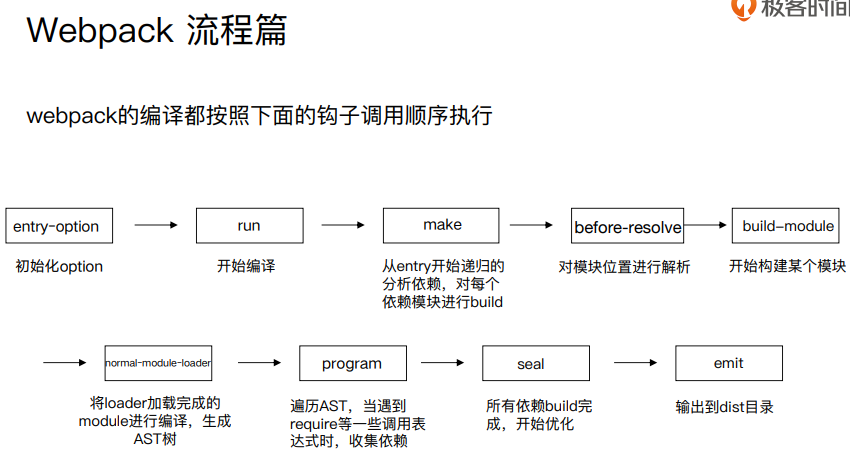 Webpack 流程篇
极客时间
webpack的编译都按照下面的钩子调用顺序执行
entry-option
run
make
before-resolve
build-module
初始化option
开始编译
从entry开始递归的
分析依赖，对每个
依赖模块进行build
对模块位置进行解析
开始构建某个模块
normal-module-loader
program
seal
emit
将loader加载完成的
module进行编译，生成
AST树
遍历AST，当遇到
require等一些调用表
达式时，收集依赖
所有依赖build完
成，开始优化
输出到dist目录